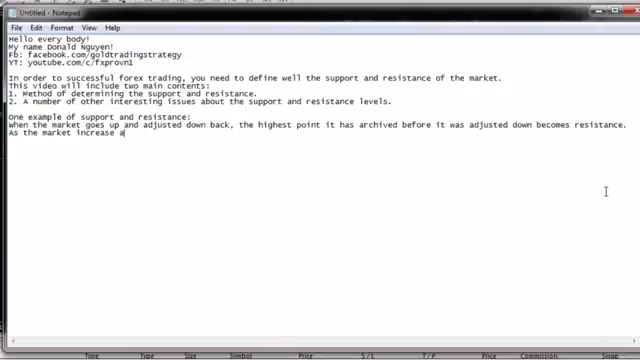 Untitled - Notepad
File Edit Format View Help
Hello every body!
My name Donald Nguyen!
Fb: facebook.com/goldtradingstrategy
YT: youtube.com/c/fxprovn1
In order to successful forex trading, you need to define well the support and resistance of the market.
This video will include two main contents:
1. Method of determining the support and resistance.
2. A number of other interesting issues about the support and resistance levels.
One example of support and resistance:
When the market goes up and adjusted down back, the highest point it has archived before it was adjusted down becomes resistance.
As the market increase a
Time Type Size Price S / L T / P Price Commission Swap